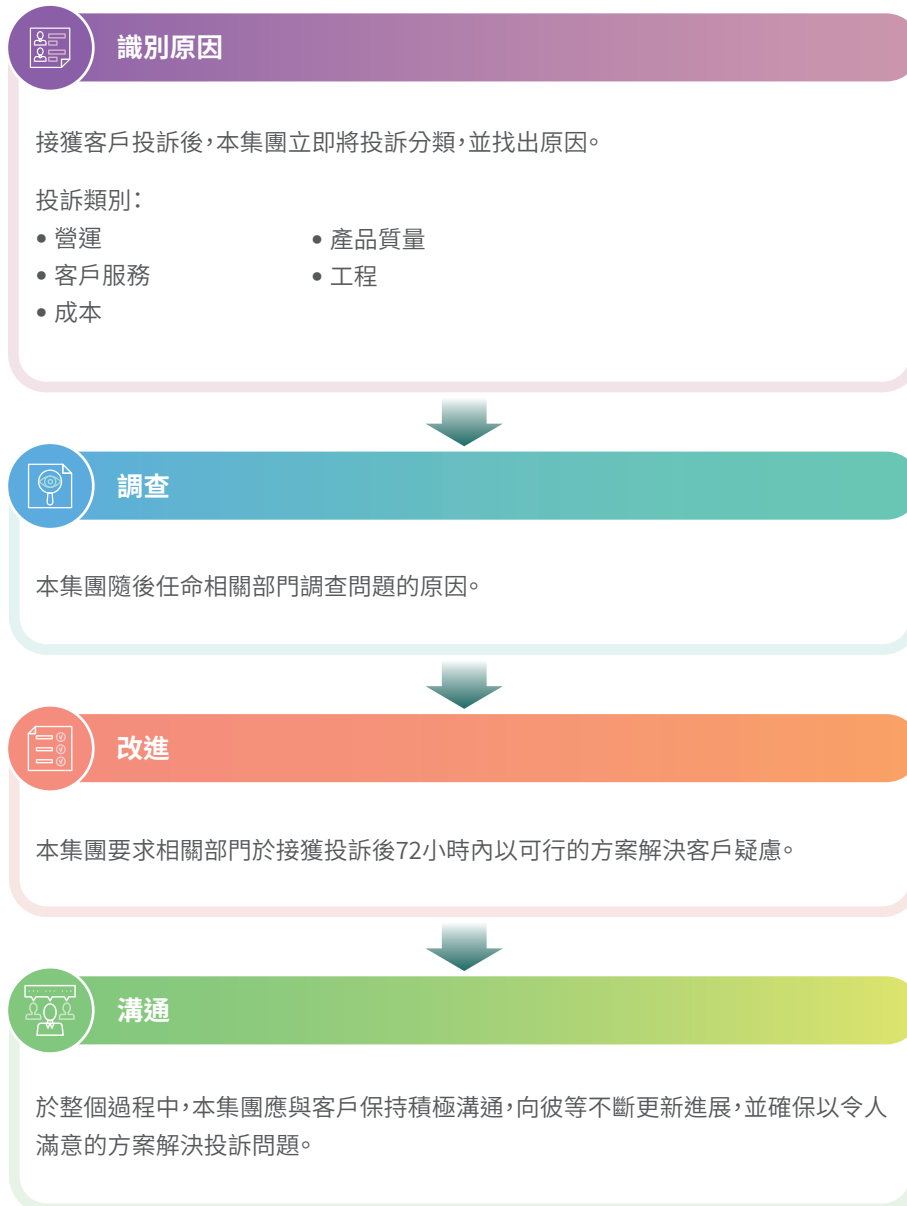 識別原因
接獲客戶投訴後，本集團立即將投訴分類，並找出原因。
投訴類別：
• 營運
• 客戶服務
• 成本
• 產品質量
• 工程
調查
本集團隨後任命相關部門調查問題的原因。
改進
本集團要求相關部門於接獲投訴後72小時內以可行的方案解決客戶疑慮。
溝通
於整個過程中，本集團應與客戶保持積極溝通，向彼等不斷更新進展，並確保以令人
滿意的方案解決投訴問題。